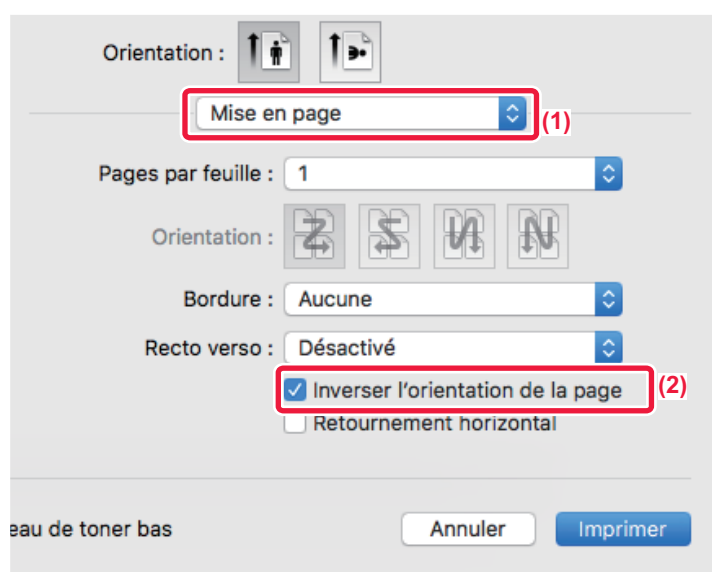 Orientation :
Mise en page
(1)
Pages par feuille : 1
Orientation :
Bordure : Aucune
Recto verso : Désactivé
Inverser l'orientation de la page
(2)
Retournement horizontal
eau de toner bas
Annuler
Imprimer